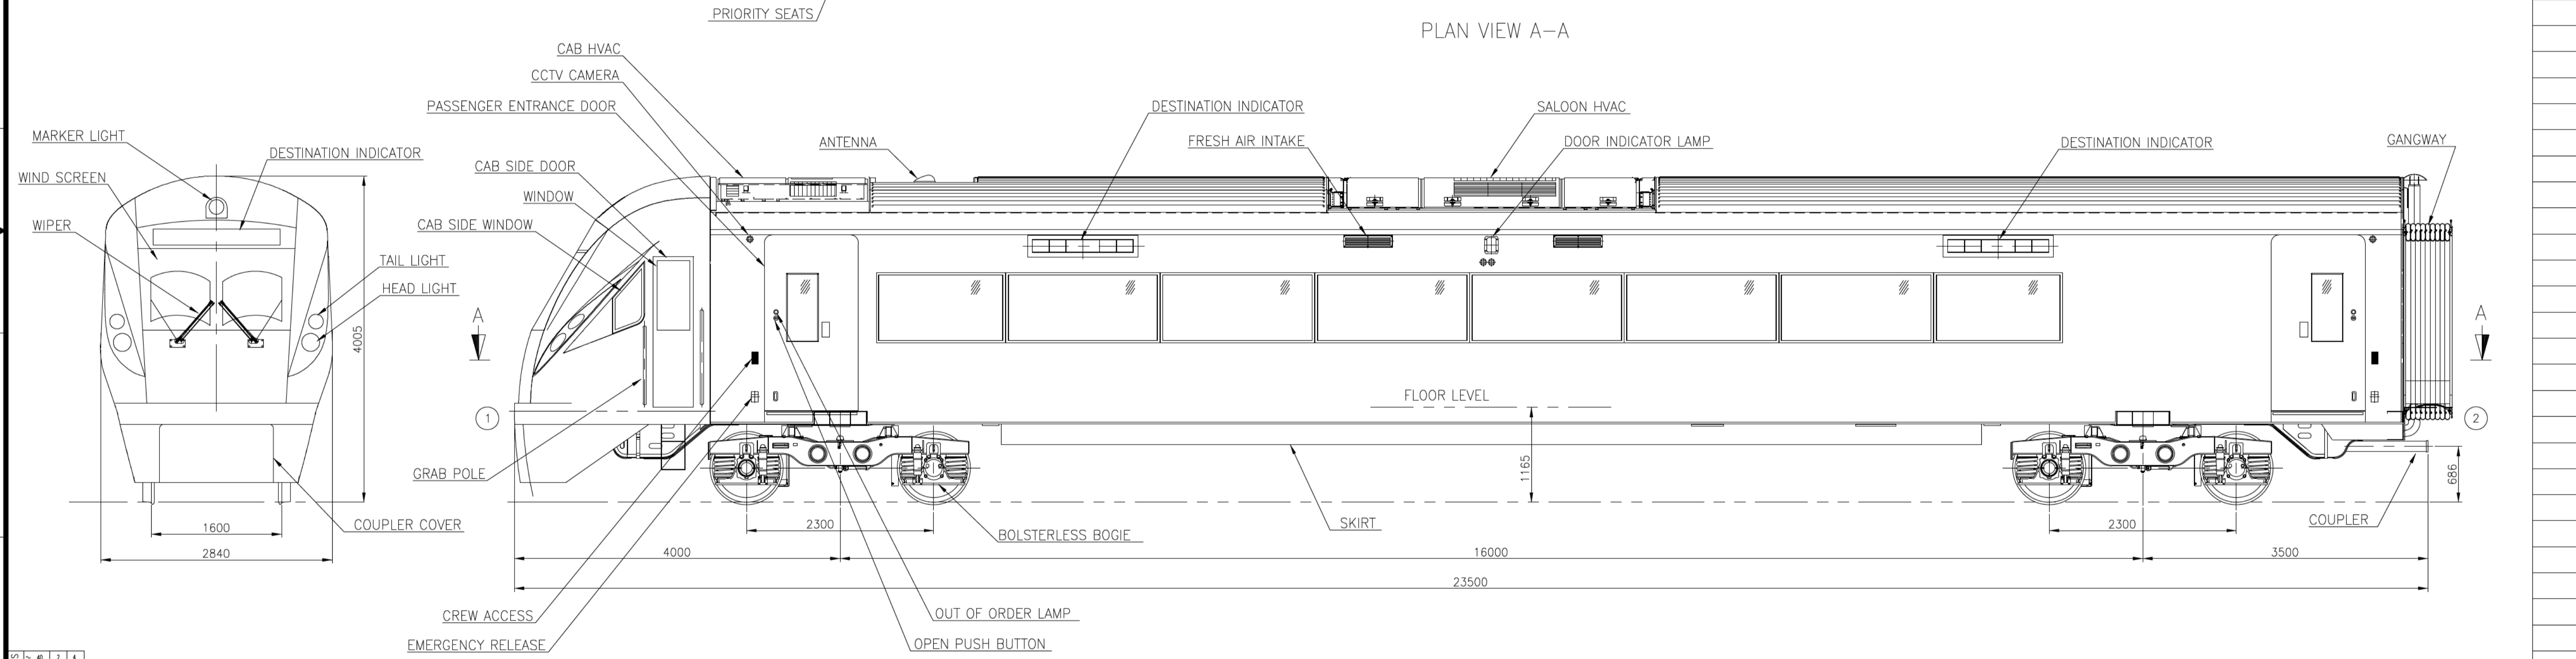 PRIORITY SEATS
PLAN VIEW A-A
CAB HVAC
CCTV CAMERA
PASSENGER ENTRANCE DOOR
DESTINATION INDICATOR
SALOON HVAC
MARKER LIGHT
ANTENNA
FRESH AIR INTAKE
DOOR INDICATOR LAMP
DESTINATION INDICATOR
GANGWAY
DESTINATION INDICATOR
CAB SIDE DOOR
WIND SCREEN
WINDOW
WIPER
CAB SIDE WINDOW
TAIL LIGHT
HEAD LIGHT
A
A
4005
FLOOR LEVEL
1
2
GRAB POLE
1165
686
1600
COUPLER COVER
2300
BOLSTERLESS BOGIE
SKIRT
2300
COUPLER
2840
4000
16000
3500
23500
CREW ACCESS
OUT OF ORDER LAMP
EMERGENCY RELEASE
OPEN PUSH BUTTON